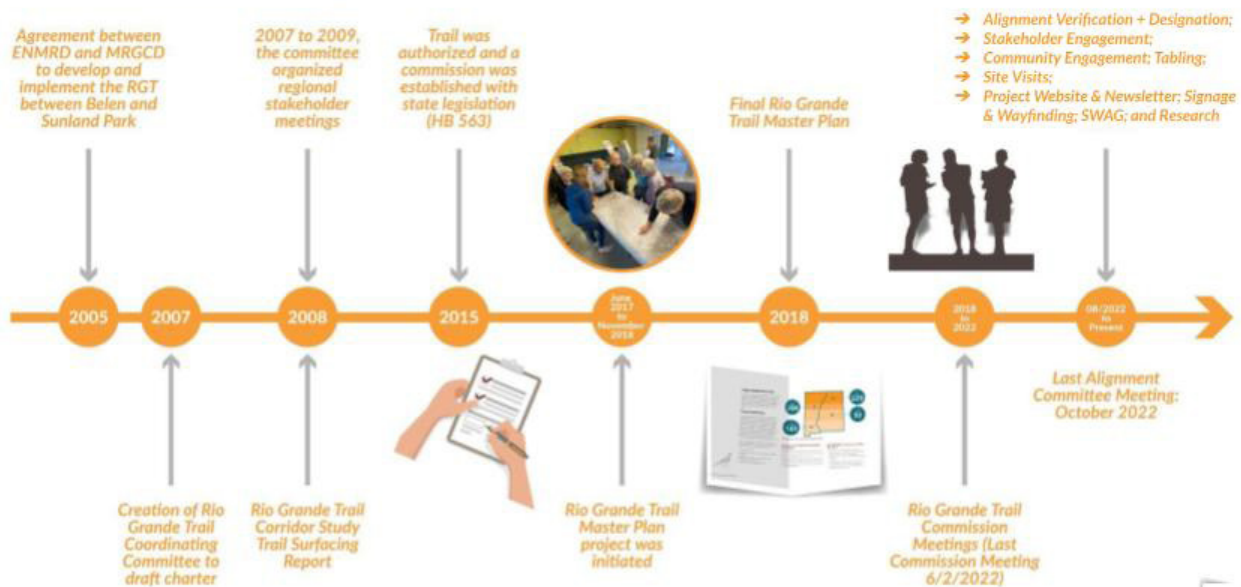 Agreement between
ENMRD and MRGCD
to develop and
implement the RGT
between Belen and
Sunland Park
2007 to 2009,
the committee
organized
regional
stakeholder
meetings
Trail was
authorized and a
commission was
established with
state legislation
(HB 563)
Final Rio Grande
Trail Master Plan
→ Alignment Verification + Designation;
→ Stakeholder Engagement;
→ Community Engagement; Tabling;
→ Site Visits;
→ Project Website & Newsletter; Signage
& Wayfinding; SWAG; and Research
2005
2007
2008
2015
June
2017
to
November
2018
2018
2018
to
2022
08/2022
to
Present
Creation of Rio
Grande Trail
Coordinating
Committee to
draft charter
Rio Grande Trail
Corridor Study
Trail Surfacing
Report
Rio Grande Trail
Master Plan
project was
initiated
Rio Grande Trail
Commission
Meetings (Last
Commission Meeting
6/2/2022)
Last Alignment
Committee Meeting:
October 2022